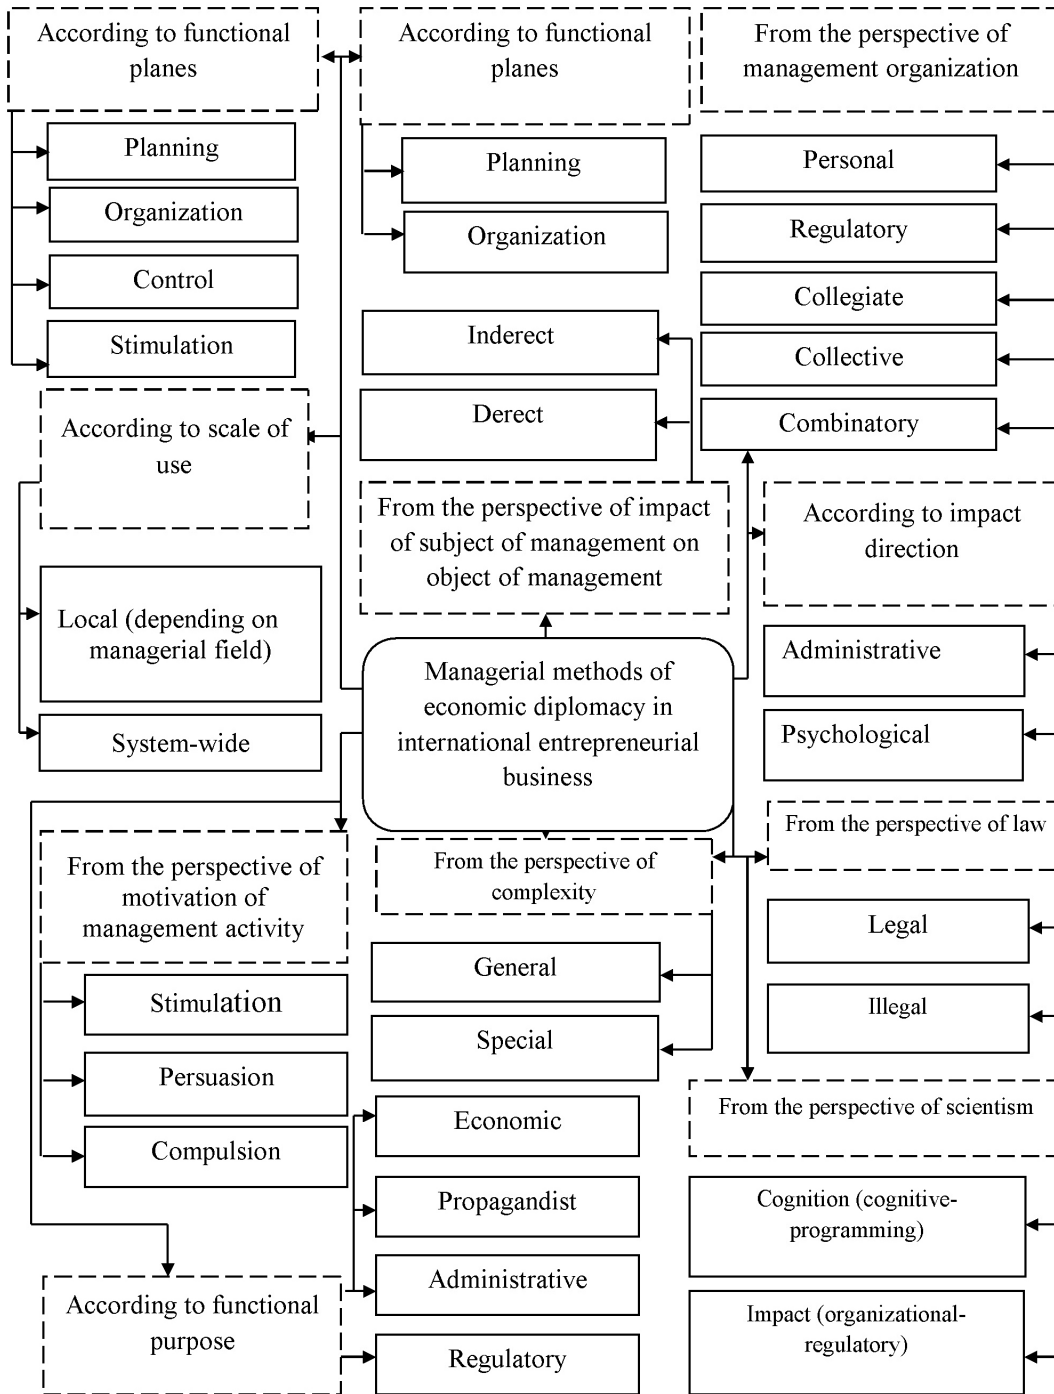 According to functional
planes
Planning
Organization
Control
Stimulation
According to functional
planes
Planning
Organization
From the perspective of
management organization
Personal
Regulatory
Collegiate
Collective
Combinatory
Inderect
Derect
From the perspective of impact
of subject of management on
object of management
According to scale of
use
Local (depending on
managerial field)
System-wide
According to impact
direction
Administrative
Psychological
Managerial methods of
economic diplomacy in
international entrepreneurial
business
From the perspective of
motivation of
management activity
Stimulation
Persuasion
Compulsion
From the perspective of
complexity
General
Special
From the perspective of law
Legal
Illegal
From the perspective of scientism
Cognition (cognitive-
programming)
Impact (organizational-
regulatory)
According to functional
purpose
Economic
Propagandist
Administrative
Regulatory